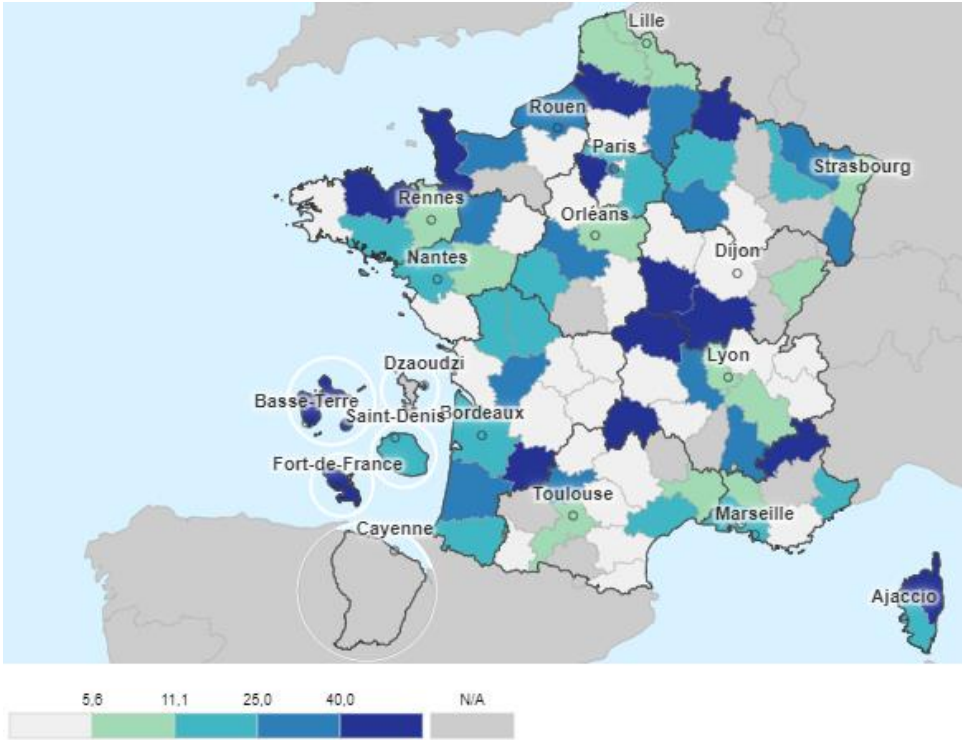 Lille
Rouen
Paris
Strasbourg
Rennes
Orléans
Dijon
Nantes
Dzaoudzi
Lyon
Basse-Terre
Saint-Denis
Bordeaux
Fort-de-France
Toulouse
Marseille
Cayenne
Ajaccio
5,6 11,1 25,0 40,0 N/A